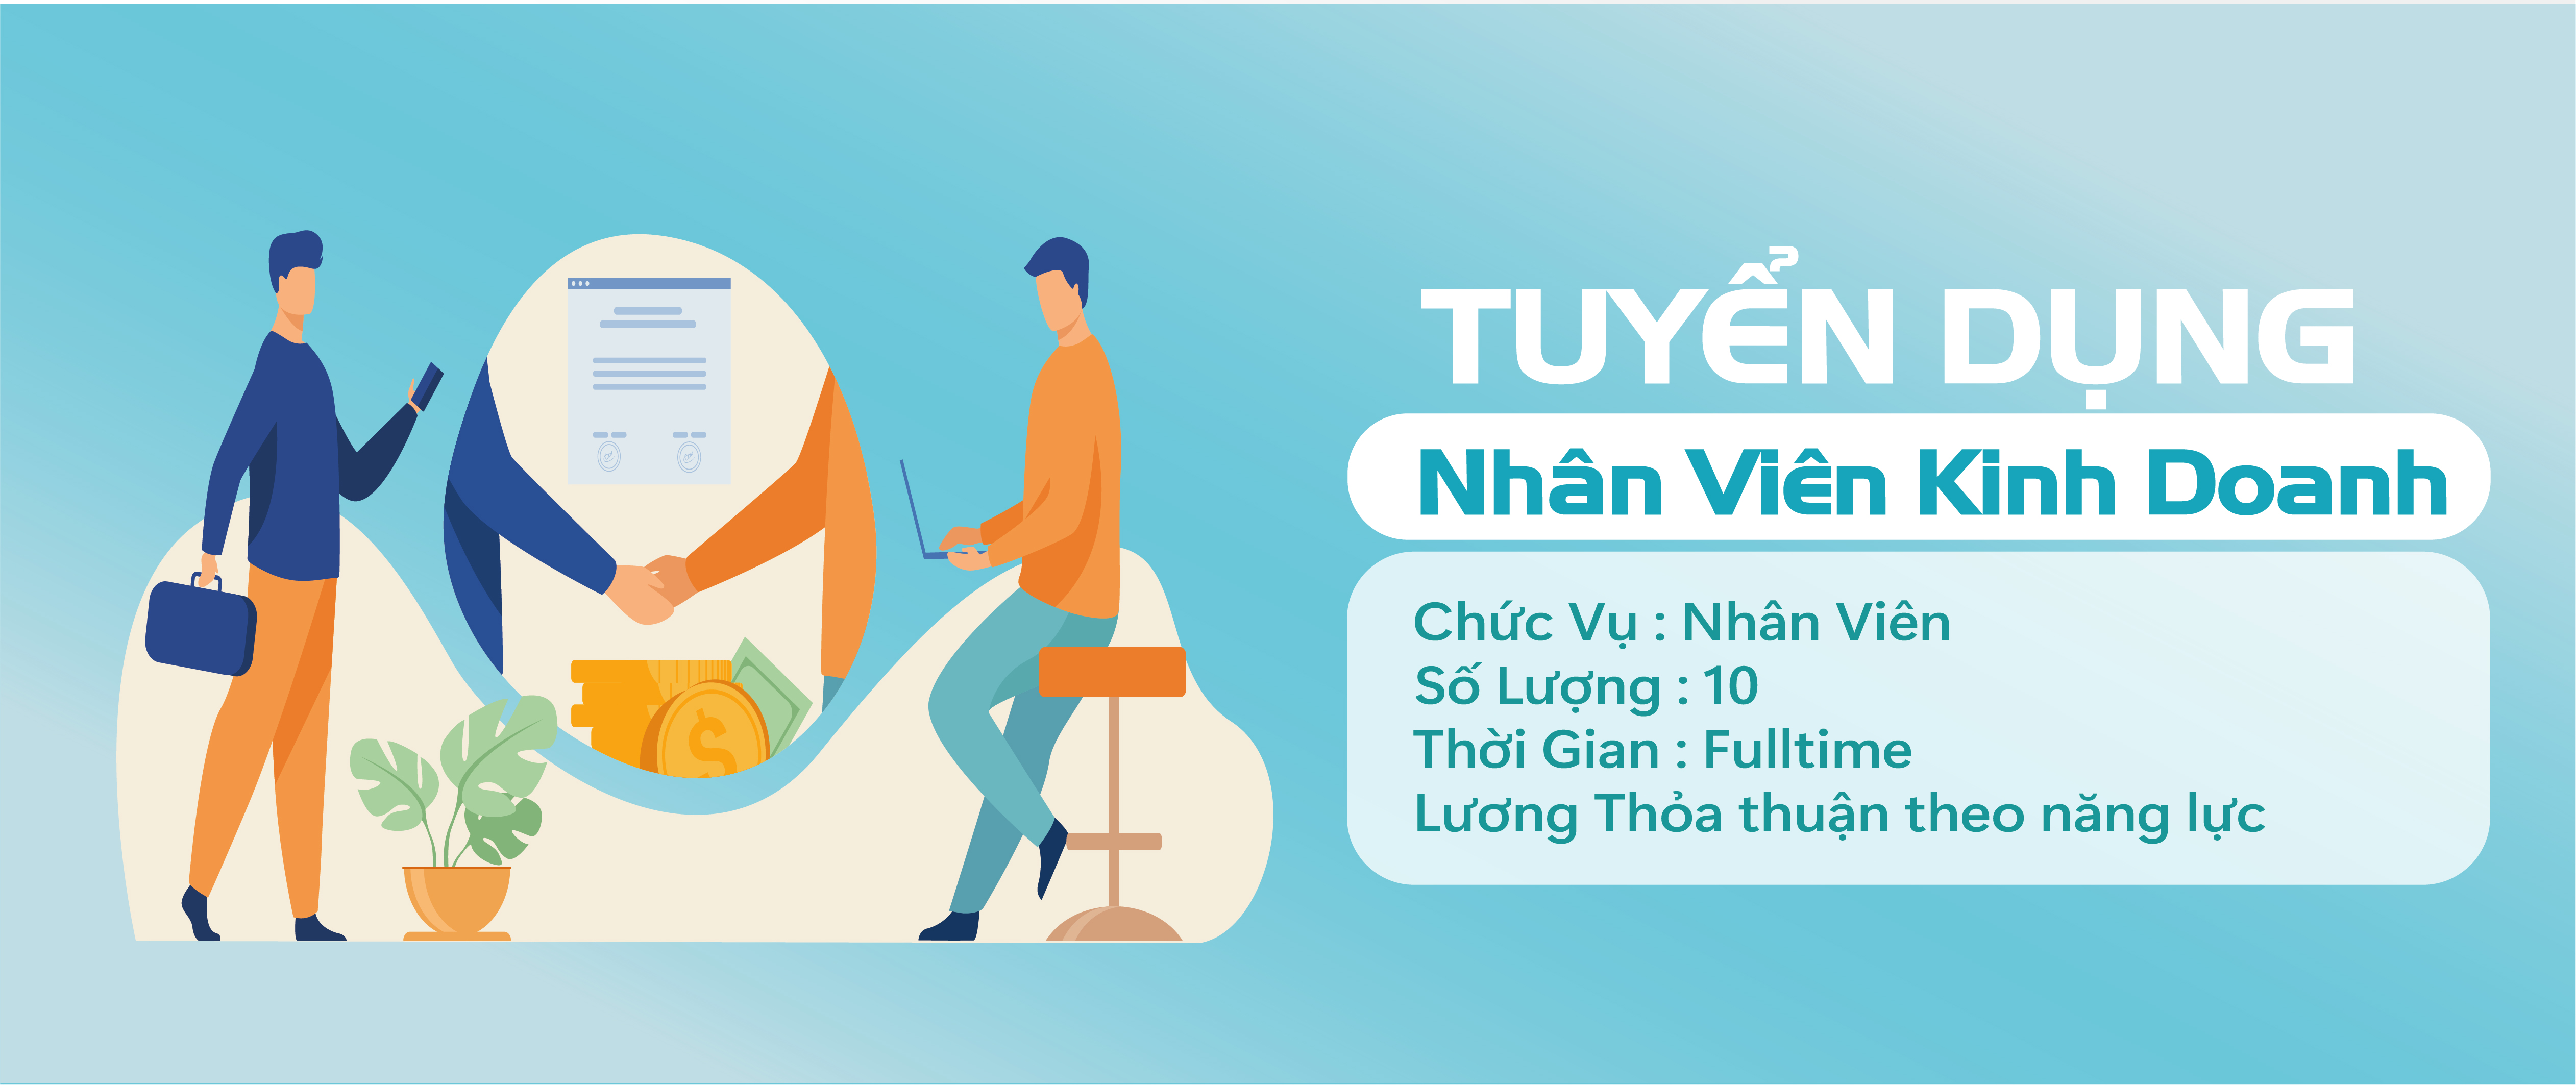 TUYỂN DỤNG
Nhân Viên Kinh Doanh
Chức Vụ : Nhân Viên
Số Lượng : 10
Thời Gian : Fulltime
Lương Thỏa thuận theo năng lực